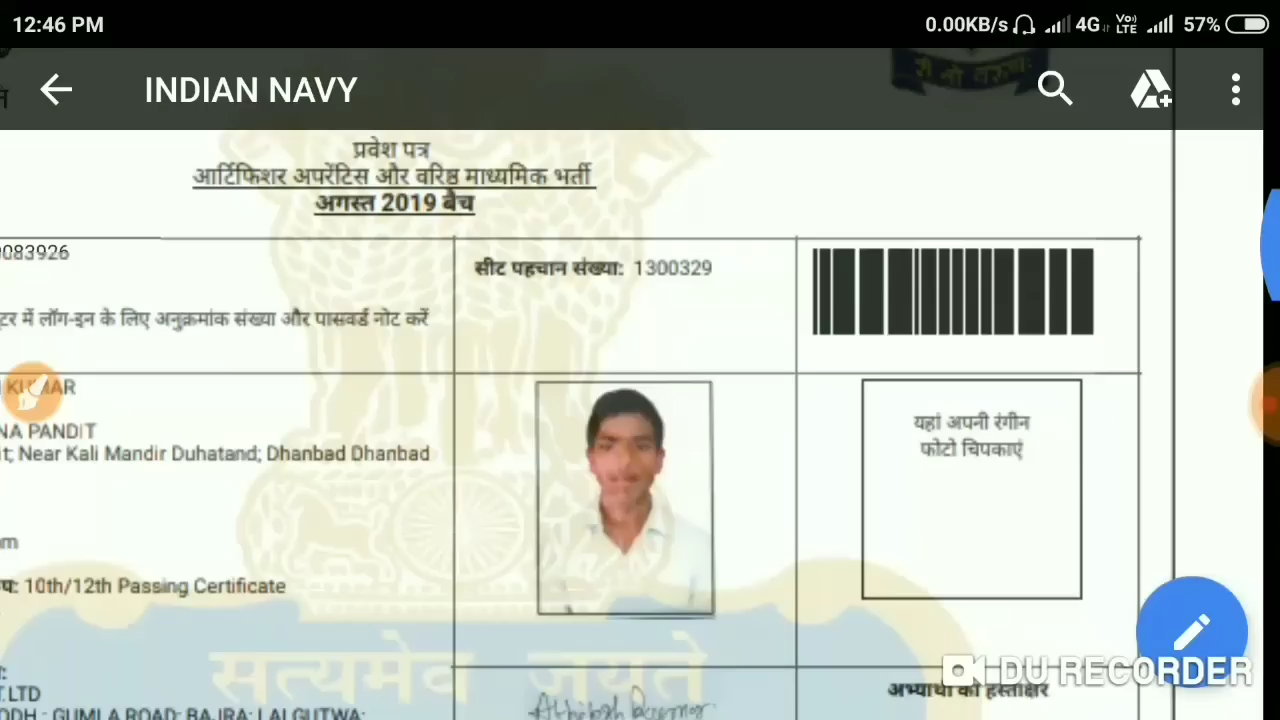 12:46 PM
0.00KB/s 4G Vo)) LTE 57%
INDIAN NAVY
प्रवेश पत्र
आर्टिफिशर अपरेंटिस और वरिष्ठ माध्यमिक भर्ती
अगस्त 2019 बैच
083926
सीट पहचान संख्या: 1300329
में लॉग-इन के लिए अनुक्रमांक संख्या और पासवर्ड नोट करें
KUMAR
NA PANDIT
Near Kali Mandir Duhatand; Dhanbad Dhanbad
यहां अपनी रंगीन
फोटो चिपकाएं
10th/12th Passing Certificate
सत्यमेव जयते
DU RECORDER
अभ्यार्थी का हस्ताक्षर
LTD
GUMLA ROAD; BAJRA; LALGUTWA;